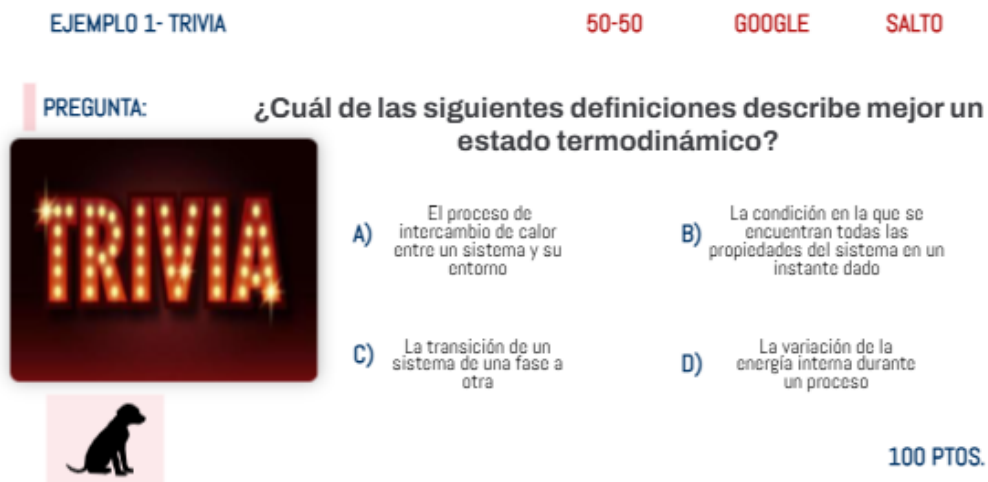 EJEMPLO 1- TRIVIA
50-50
GOOGLE
SALTO
PREGUNTA:
¿Cuál de las siguientes definiciones describe mejor un
estado termodinámico?
TRIVIA
A)
El proceso de
intercambio de calor
entre un sistema y su
entorno
B)
La condición en la que se
encuentran todas las
propiedades del sistema en un
instante dado
C)
La transición de un
sistema de una fase a
otra
D)
La variación de la
energía interna durante
un proceso
100 PTOS.